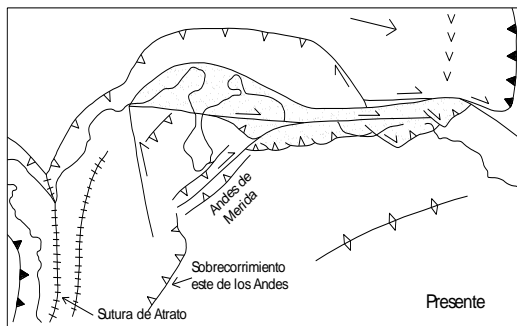 Andes de
Merida
Sobrecorrimiento
este de los Andes
Sutura de Atrato
Presente